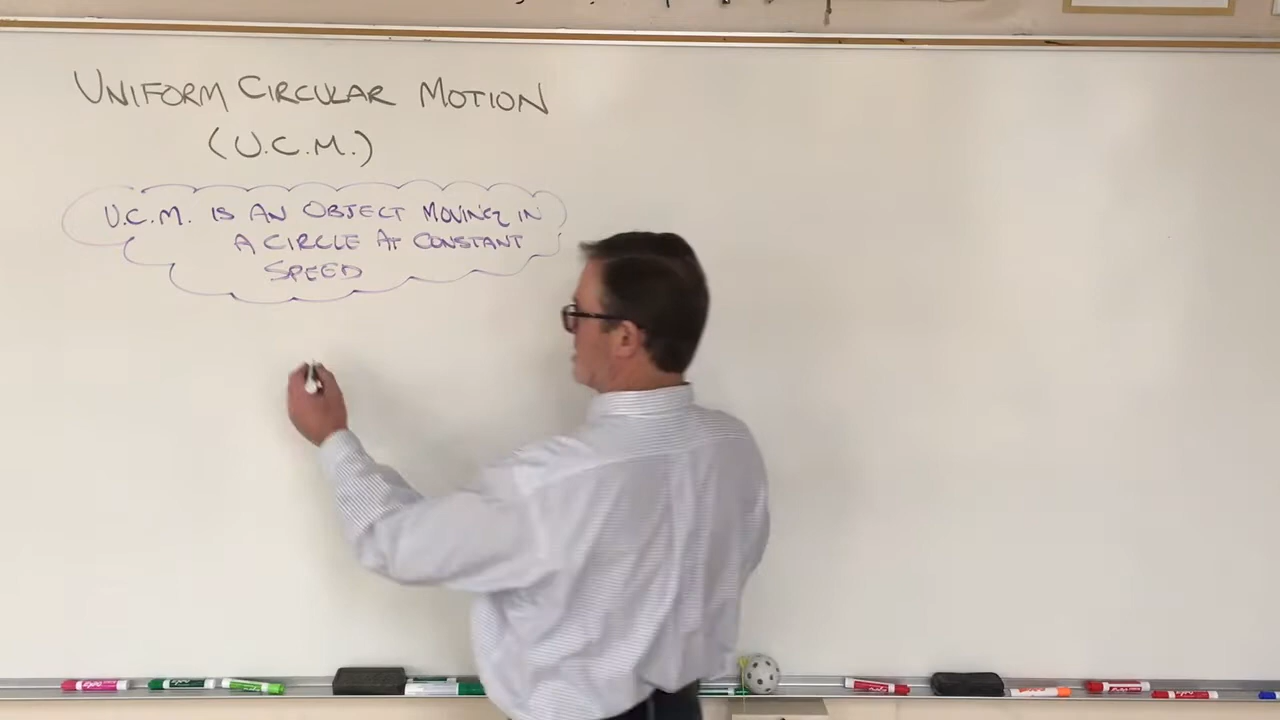 UNIFORM CIRCULAR MOTION
(U.C.M.)
U.C.M. IS AN OBJECT MOVING IN
A CIRCLE AT CONSTANT
SPEED